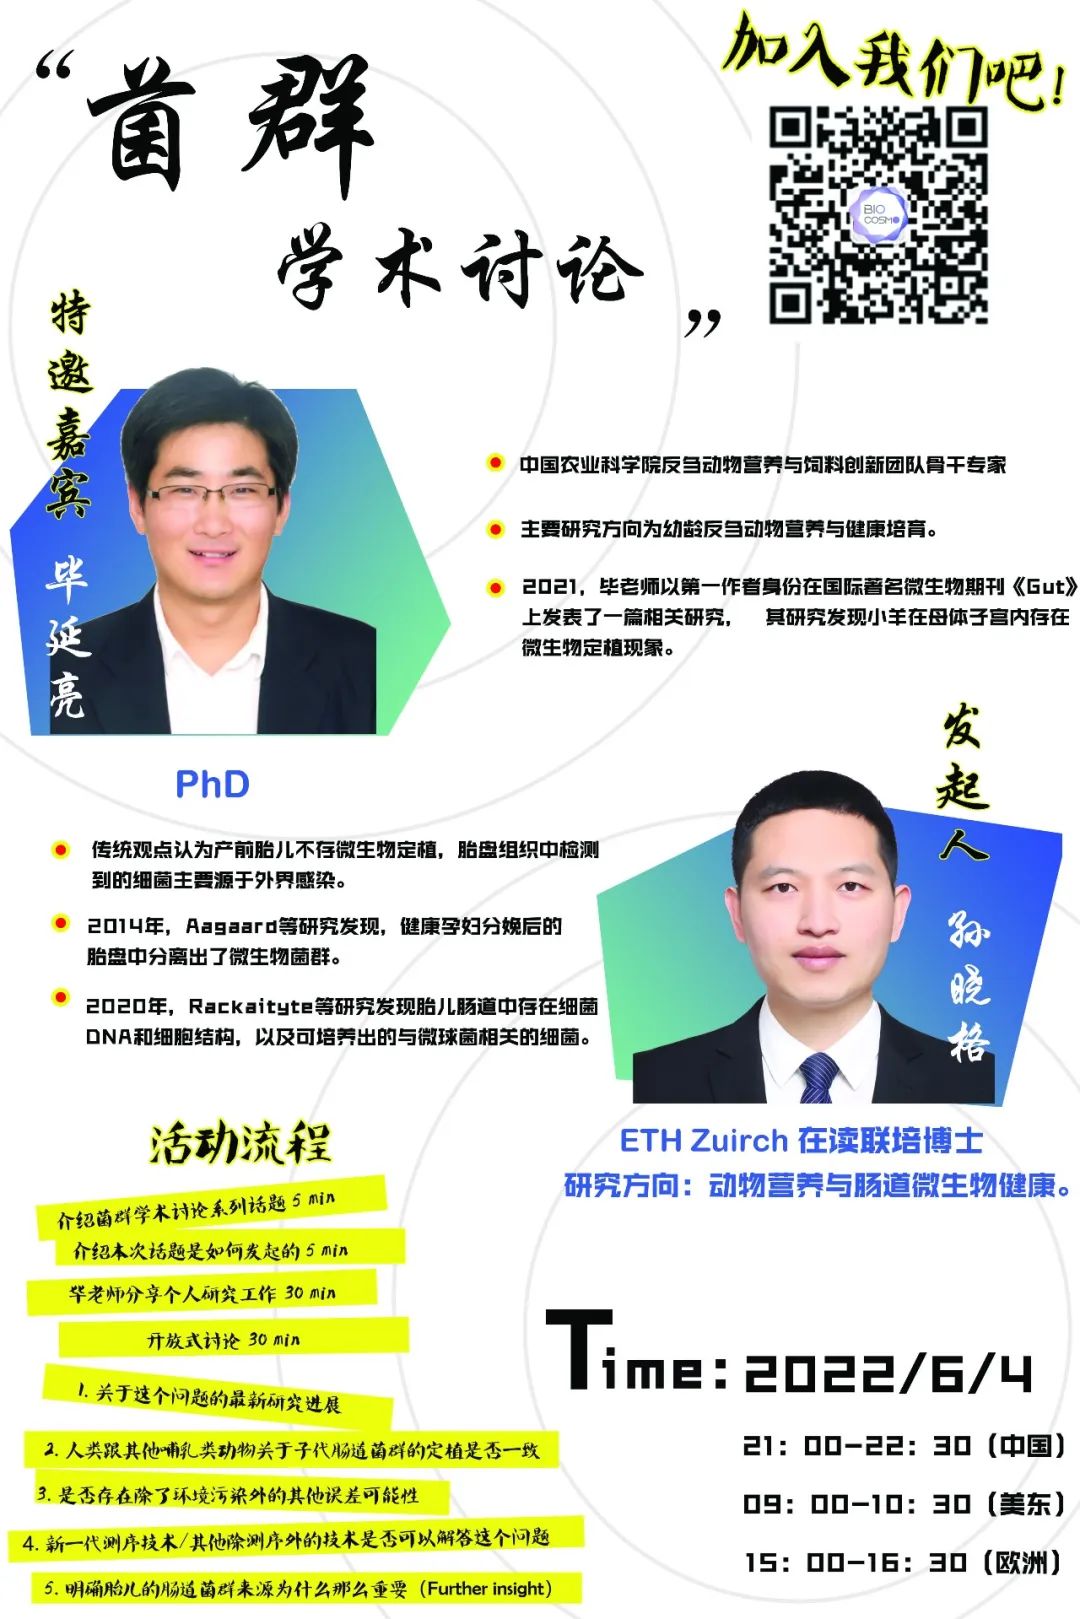 “菌群
学术讨论”
加入我们吧!
BIO
COSMO
特邀嘉宾 毕延亮
中国农业科学院反刍动物营养与饲料创新团队骨干专家
主要研究方向为幼龄反刍动物营养与健康培育。
2021，毕老师以第一作者身份在国际著名微生物期刊《Gut》
上发表了一篇相关研究， 其研究发现小羊在母体子宫内存在
微生物定植现象。
PhD
发起人 孙晓格
传统观点认为产前胎儿不存微生物定植，胎盘组织中检测
到的细菌主要源于外界感染。
2014年，Aagaard等研究发现，健康孕妇分娩后的
胎盘中分离出了微生物菌群。
2020年，Rackaityte等研究发现胎儿肠道中存在细菌
DNA和细胞结构，以及可培养出的与微球菌相关的细菌。
ETH Zuirch 在读联培博士
研究方向：动物营养与肠道微生物健康。
活动流程
介绍菌群学术讨论系列话题 5 min
介绍本次话题是如何发起的 5 min
毕老师分享个人研究工作 30 min
开放式讨论 30 min
1. 关于这个问题的最新研究进展
2. 人类跟其他哺乳类动物关于子代肠道菌群的定植是否一致
3. 是否存在除了环境污染外的其他误差可能性
4. 新一代测序技术/其他除测序外的技术是否可以解答这个问题
5. 明确胎儿的肠道菌群来源为什么那么重要（Further insight）
Time: 2022/6/4
21：00-22：30（中国）
09：00-10：30（美东）
15：00-16：30（欧洲）